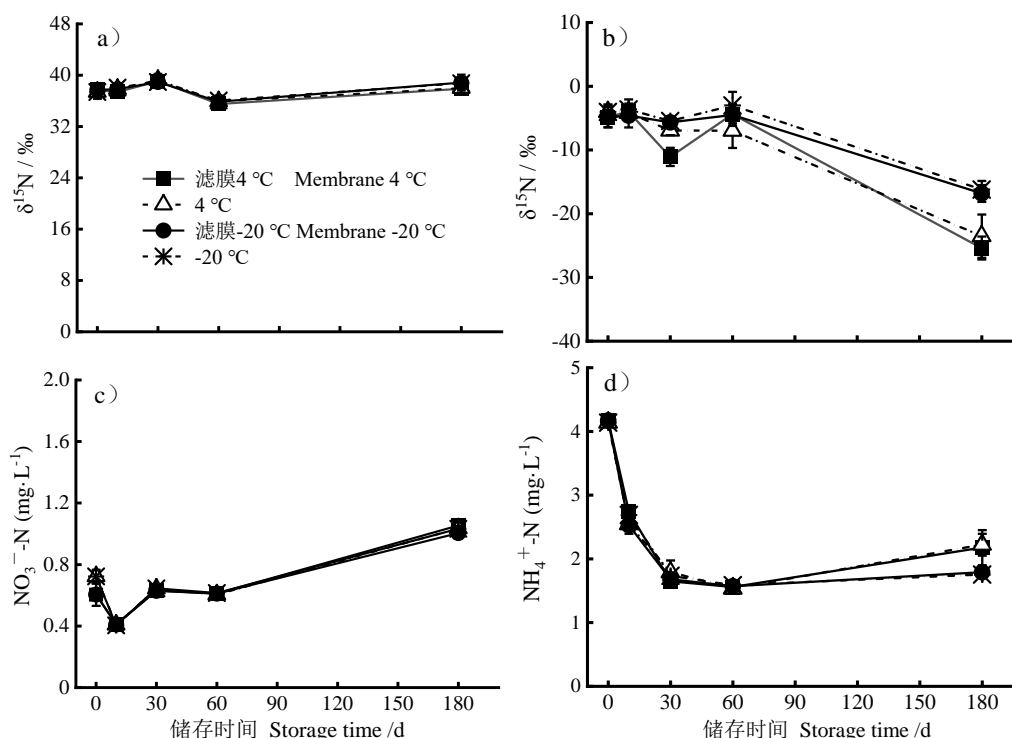 a）
48
40
32
24
16
8
0
δ¹⁵N / ‰
滤膜4 ℃ Membrane 4 ℃
4 ℃
滤膜-20 ℃ Membrane -20 ℃
-20 ℃
b）
10
0
-10
-20
-30
-40
δ¹⁵N / ‰
c）
2.0
1.6
1.2
0.8
0.4
0
NO₃⁻-N (mg·L⁻¹)
0 30 60 90 120 150 180
储存时间 Storage time /d
d）
5
4
3
2
1
0
NH₄⁺-N (mg·L⁻¹)
0 30 60 90 120 150 180
储存时间 Storage time /d